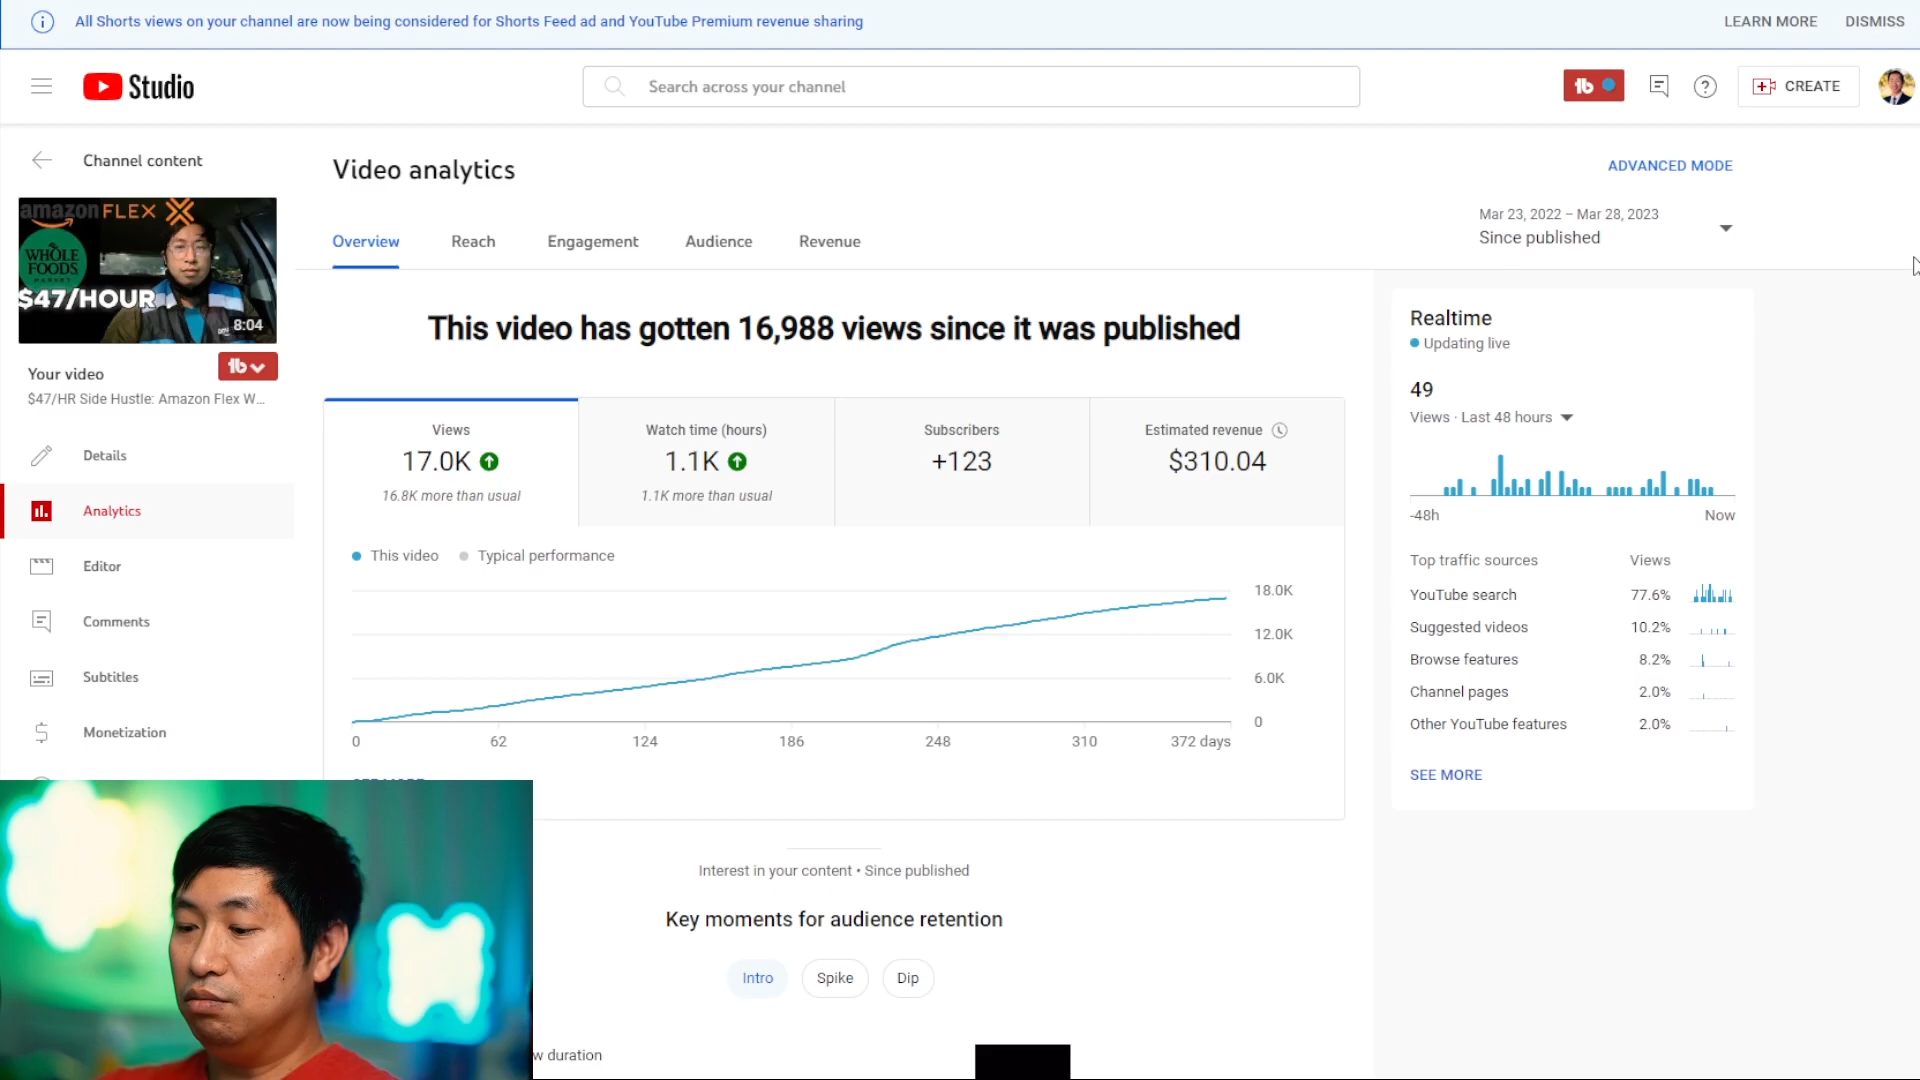 All Shorts views on your channel are now being considered for Shorts Feed ad and YouTube Premium revenue sharing
LEARN MORE
DISMISS
Studio
Search across your channel
CREATE
Channel content
amazon FLEX
WHOLE
FOODS
MARKET
$47/HOUR
8:04
Your video
$47/HR Side Hustle: Amazon Flex W...
Details
Analytics
Editor
Comments
Subtitles
Monetization
Video analytics
ADVANCED MODE
Overview
Reach
Engagement
Audience
Revenue
Mar 23, 2022 – Mar 28, 2023
Since published
This video has gotten 16,988 views since it was published
Views
17.0K
16.8K more than usual
Watch time (hours)
1.1K
1.1K more than usual
Subscribers
+123
Estimated revenue
$310.04
This video
Typical performance
18.0K
12.0K
6.0K
0
0
62
124
186
248
310
372 days
Interest in your content • Since published
Key moments for audience retention
Intro
Spike
Dip
w duration
Realtime
Updating live
49
Views · Last 48 hours
-48h
Now
Top traffic sources
Views
YouTube search
77.6%
Suggested videos
10.2%
Browse features
8.2%
Channel pages
2.0%
Other YouTube features
2.0%
SEE MORE